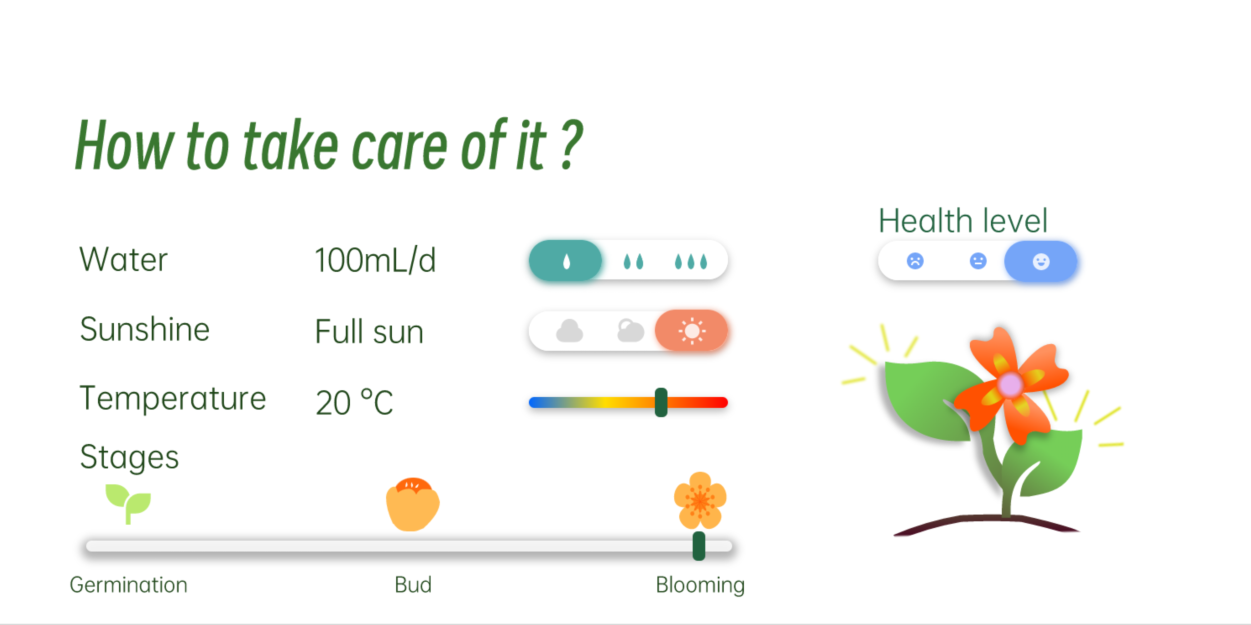 How to take care of it ?
Health level
Water 100mL/d
Sunshine Full sun
Temperature 20 °C
Stages
Germination Bud Blooming